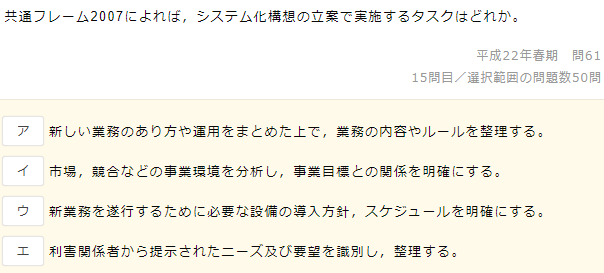 共通フレーム2007によれば，システム化構想の立案で実施するタスクはどれか。
平成22年春期　問61
15問目／選択範囲の問題数50問
ア 新しい業務のあり方や運用をまとめた上で，業務の内容やルールを整理する。
イ 市場，競合などの事業環境を分析し，事業目標との関係を明確にする。
ウ 新業務を遂行するために必要な設備の導入方針，スケジュールを明確にする。
エ 利害関係者から提示されたニーズ及び要望を識別し，整理する。